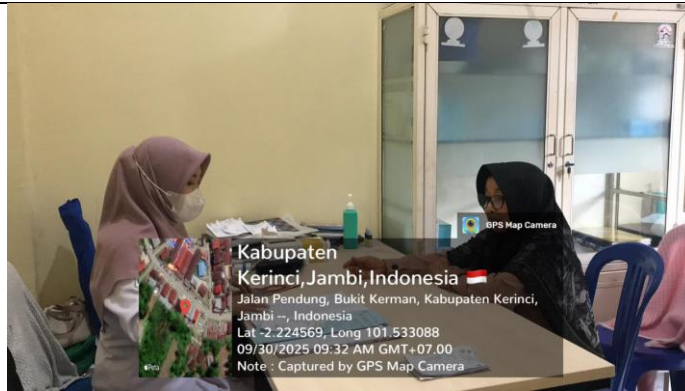 GPS Map Camera
Kabupaten
Kerinci,Jambi,Indonesia 🇮🇩
Jalan Pendung, Bukit Kerman, Kabupaten Kerinci,
Jambi --, Indonesia
Lat -2.224569, Long 101.533088
09/30/2025 09:32 AM GMT+07.00
Note : Captured by GPS Map Camera
Peta